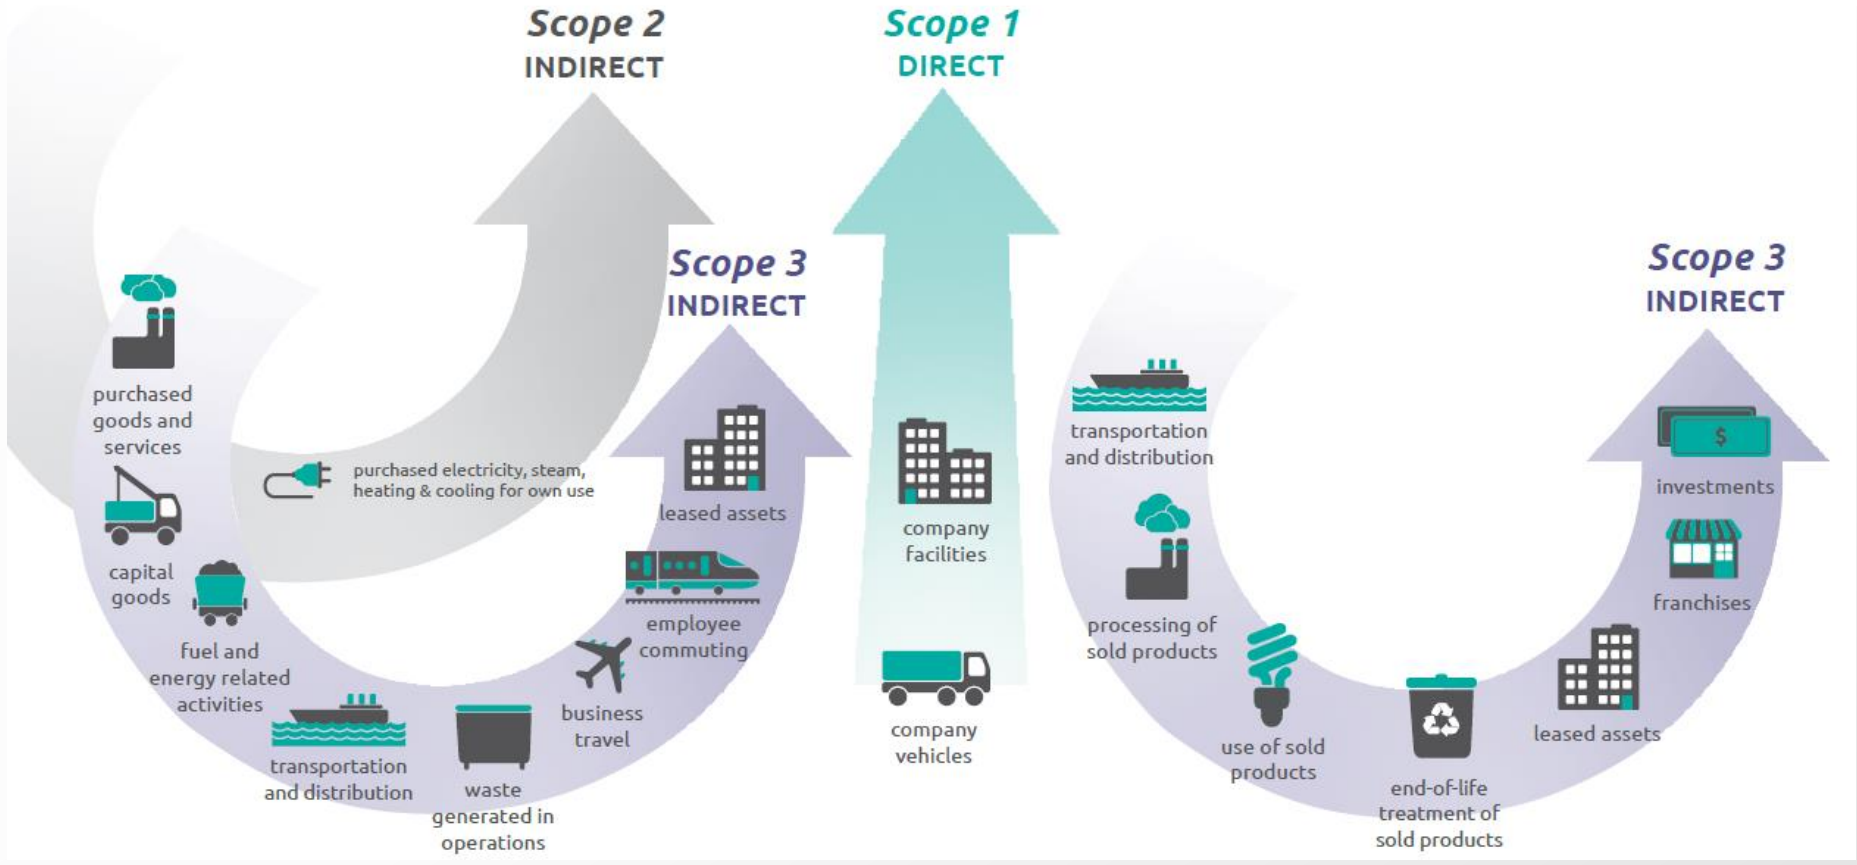 Scope 2
INDIRECT
Scope 1
DIRECT
Scope 3
INDIRECT
Scope 3
INDIRECT
purchased
goods and
services
capital
goods
fuel and
energy related
activities
transportation
and distribution
waste
generated in
operations
business
travel
employee
commuting
leased assets
purchased electricity, steam,
heating & cooling for own use
company
facilities
company
vehicles
transportation
and distribution
processing of
sold products
use of sold
products
end-of-life
treatment of
sold products
leased assets
franchises
$
investments